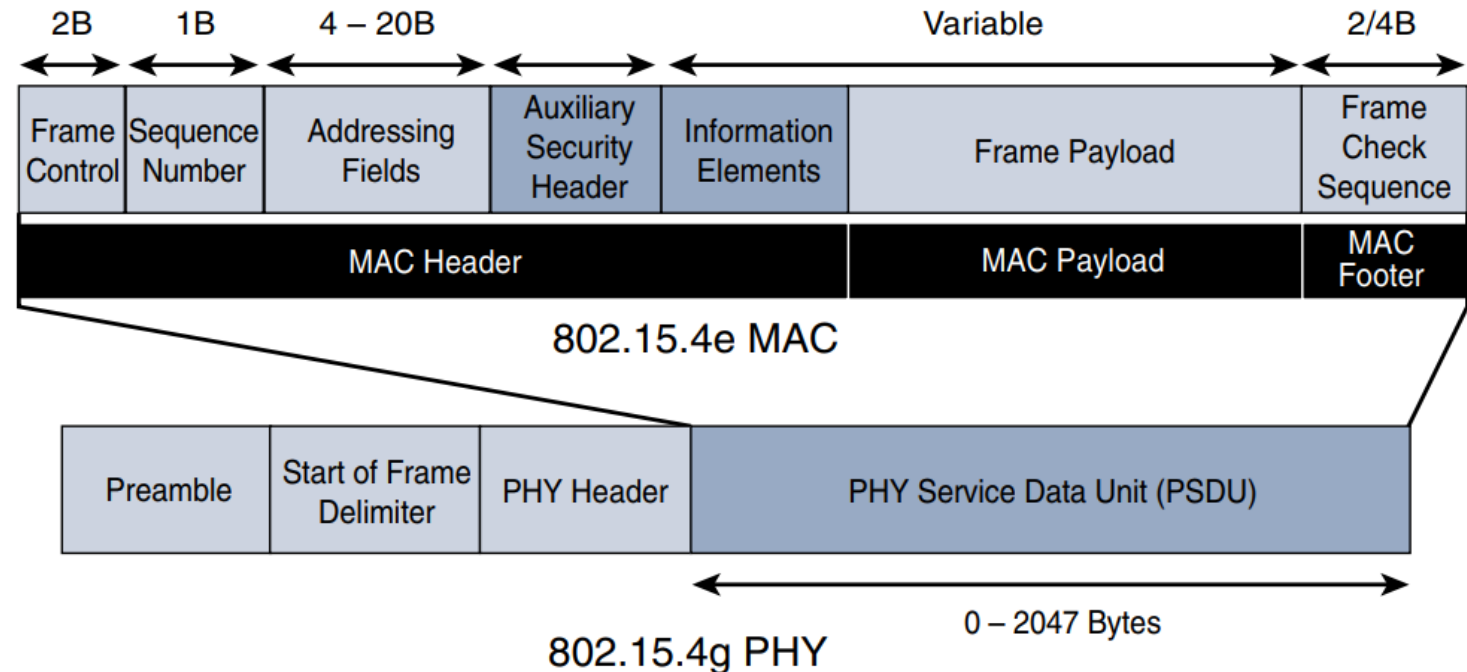 2B 1B 4 – 20B Variable 2/4B
Frame
Control
Sequence
Number
Addressing
Fields
Auxiliary
Security
Header
Information
Elements
Frame Payload
Frame
Check
Sequence
MAC Header
MAC Payload
MAC
Footer
802.15.4e MAC
Preamble
Start of Frame
Delimiter
PHY Header
PHY Service Data Unit (PSDU)
0 – 2047 Bytes
802.15.4g PHY